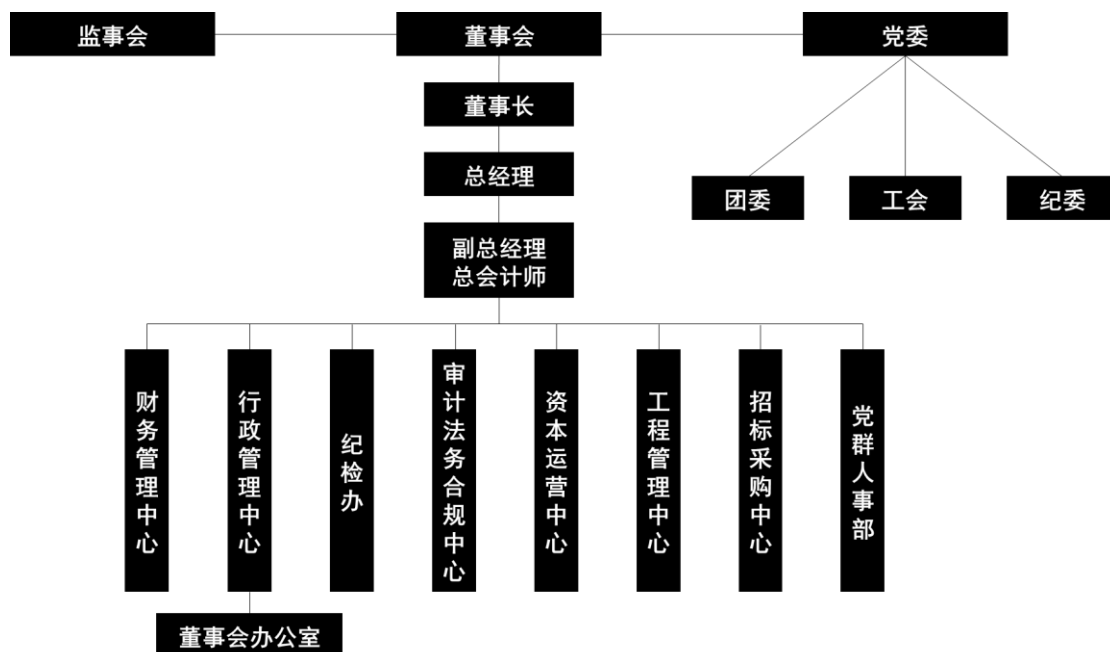 监事会
董事会
党委
董事长
总经理
团委
工会
纪委
副总经理
总会计师
财务管理中心
行政管理中心
纪检办
审计法务合规中心
资本运营中心
工程管理中心
招标采购中心
党群人事部
董事会办公室